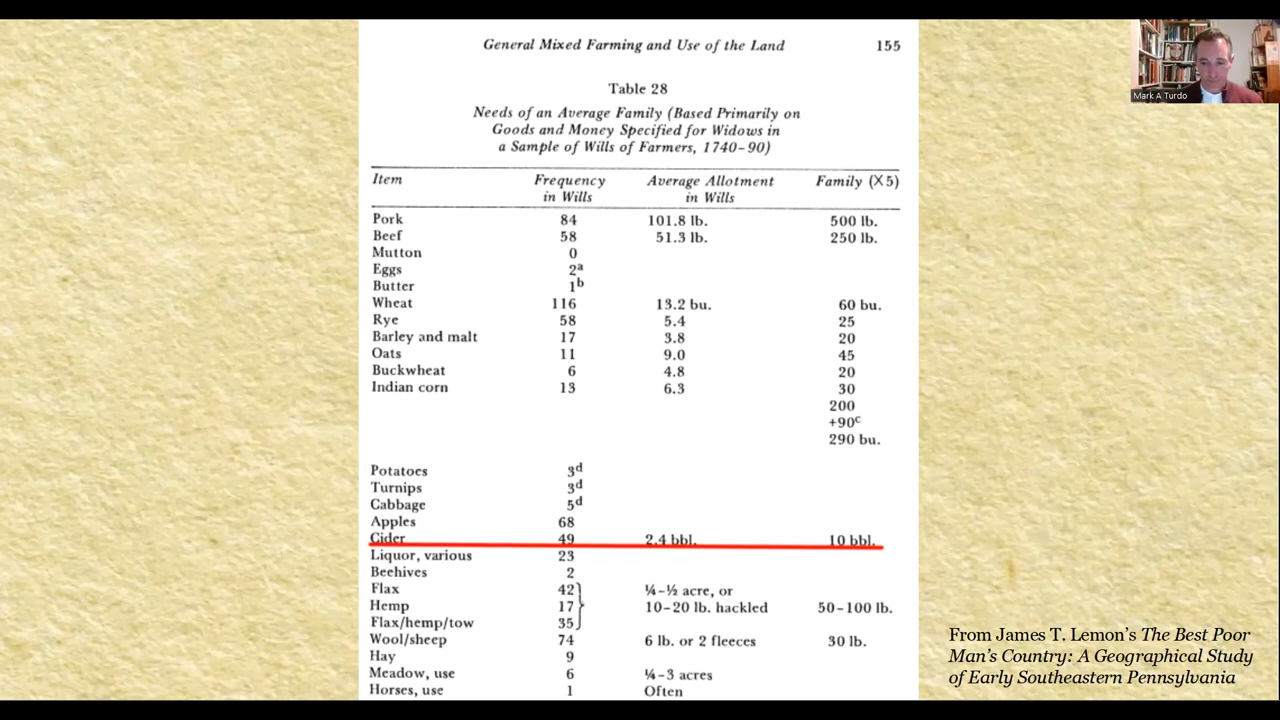 General Mixed Farming and Use of the Land 155
Table 28
Needs of an Average Family (Based Primarily on
Goods and Money Specified for Widows in
a Sample of Wills of Farmers, 1740–90)
Item Frequency in Wills Average Allotment in Wills Family (X5)
Pork 84 101.8 lb. 500 lb.
Beef 58 51.3 lb. 250 lb.
Mutton 0
Eggs 2a
Butter 1b
Wheat 116 13.2 bu. 60 bu.
Rye 58 5.4 25
Barley and malt 17 3.8 20
Oats 11 9.0 45
Buckwheat 6 4.8 20
Indian corn 13 6.3 30
200
+90c
290 bu.
Potatoes 3d
Turnips 3d
Cabbage 5d
Apples 68
Cider 49 2.4 bbl. 10 bbl.
Liquor, various 23
Beehives 2
Flax 42 ¼–½ acre, or
Hemp 17 10–20 lb. hackled 50–100 lb.
Flax/hemp/tow 35
Wool/sheep 74 6 lb. or 2 fleeces 30 lb.
Hay 9
Meadow, use 6 ¼–3 acres
Horses, use 1 Often
Mark A Turdo
From James T. Lemon's The Best Poor
Man's Country: A Geographical Study
of Early Southeastern Pennsylvania